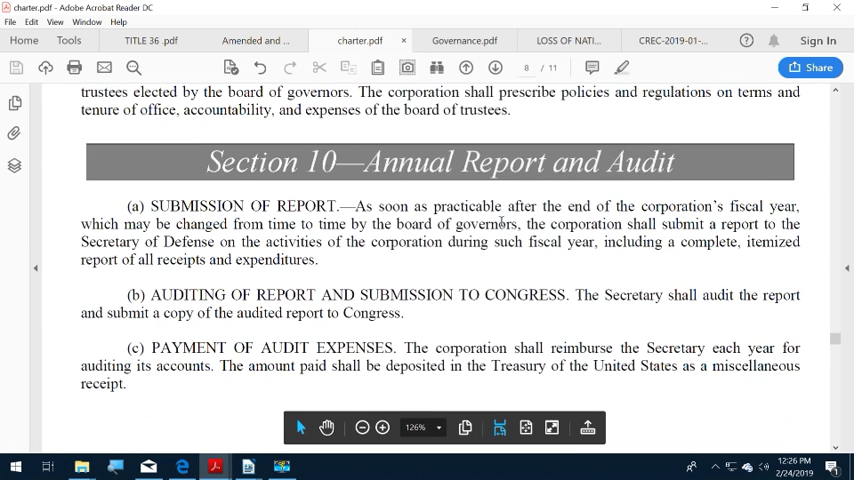 charter.pdf - Adobe Acrobat Reader DC
File Edit View Window Help
Home Tools TITLE 36 .pdf Amended and ... charter.pdf × Governance.pdf LOSS OF NATI... CREC-2019-01-... Sign In
8 / 11 Share
trustees elected by the board of governors. The corporation shall prescribe policies and regulations on terms and
tenure of office, accountability, and expenses of the board of trustees.
Section 10—Annual Report and Audit
(a) SUBMISSION OF REPORT.—As soon as practicable after the end of the corporation's fiscal year,
which may be changed from time to time by the board of governors, the corporation shall submit a report to the
Secretary of Defense on the activities of the corporation during such fiscal year, including a complete, itemized
report of all receipts and expenditures.
(b) AUDITING OF REPORT AND SUBMISSION TO CONGRESS. The Secretary shall audit the report
and submit a copy of the audited report to Congress.
(c) PAYMENT OF AUDIT EXPENSES. The corporation shall reimburse the Secretary each year for
auditing its accounts. The amount paid shall be deposited in the Treasury of the United States as a miscellaneous
receipt.
126%
12:26 PM
2/24/2019